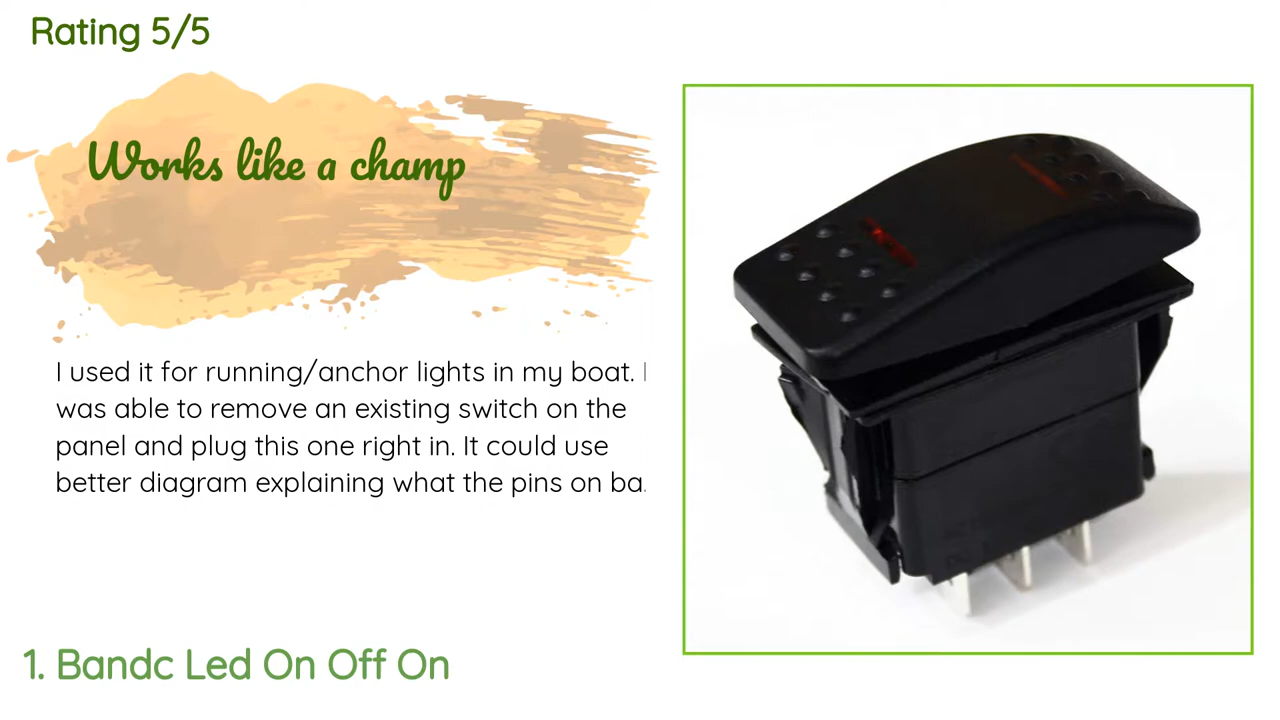 Rating 5/5
Works like a champ
I used it for running/anchor lights in my boat. I
was able to remove an existing switch on the
panel and plug this one right in. It could use
better diagram explaining what the pins on ba.
1. Bandc Led On Off On